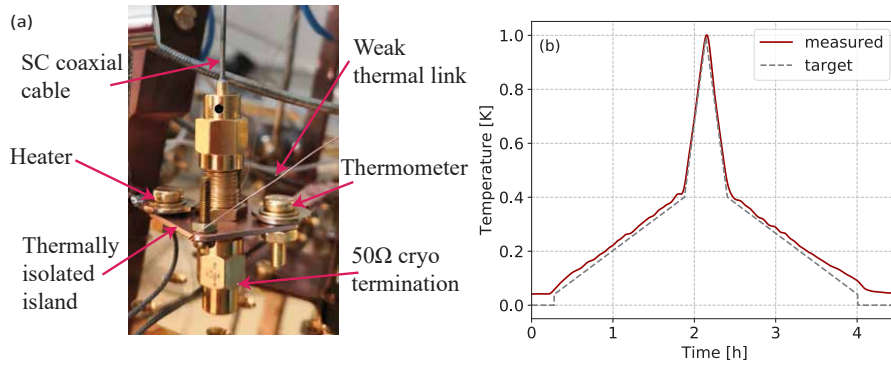 (a)
SC coaxial
cable
Weak
thermal link
Heater
Thermometer
Thermally
isolated
island
50Ω cryo
termination
(b)
measured
target
Temperature [K]
1.0
0.8
0.6
0.4
0.2
0.0
0
1
2
3
4
Time [h]